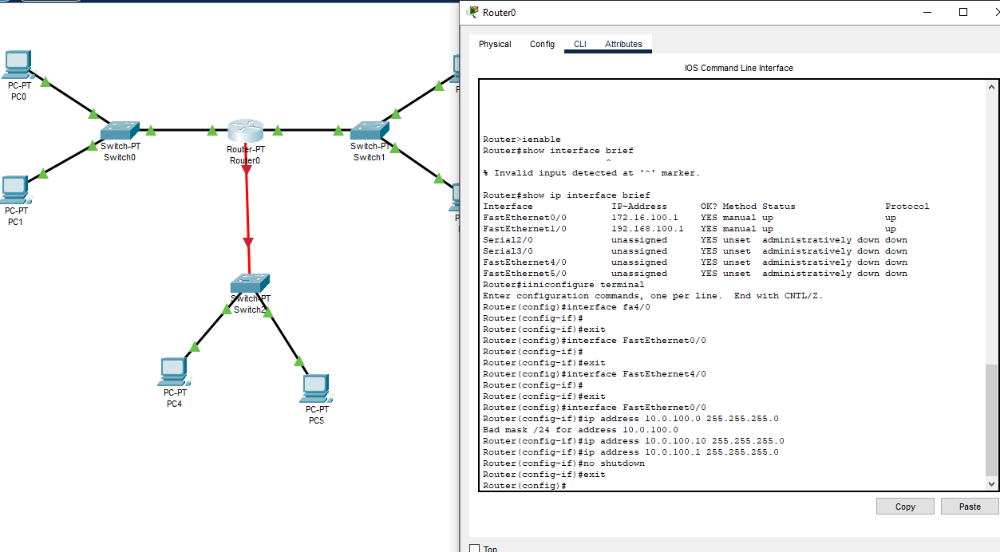 Router0
Physical Config CLI Attributes
IOS Command Line Interface
Router>ienable
Router#show interface brief
^
% Invalid input detected at '^' marker.
Router#show ip interface brief
Interface IP-Address OK? Method Status Protocol
FastEthernet0/0 172.16.100.1 YES manual up up
FastEthernet1/0 192.168.100.1 YES manual up up
Serial2/0 unassigned YES unset administratively down down
Serial3/0 unassigned YES unset administratively down down
FastEthernet4/0 unassigned YES unset administratively down down
FastEthernet5/0 unassigned YES unset administratively down down
Router#iiniconfigure terminal
Enter configuration commands, one per line. End with CNTL/Z.
Router(config)#interface fa4/0
Router(config-if)#
Router(config-if)#exit
Router(config)#interface FastEthernet0/0
Router(config-if)#
Router(config-if)#exit
Router(config)#interface FastEthernet4/0
Router(config-if)#
Router(config-if)#exit
Router(config)#interface FastEthernet0/0
Router(config-if)#ip address 10.0.100.0 255.255.255.0
Bad mask /24 for address 10.0.100.0
Router(config-if)#ip address 10.0.100.10 255.255.255.0
Router(config-if)#ip address 10.0.100.1 255.255.255.0
Router(config-if)#no shutdown
Router(config-if)#exit
Router(config)#
Copy Paste
Top
PC-PT
PC0
Switch-PT
Switch0
Router-PT
Router0
Switch-PT
Switch1
PC-PT
PC1
Switch-PT
Switch2
PC-PT
PC4
PC-PT
PC5